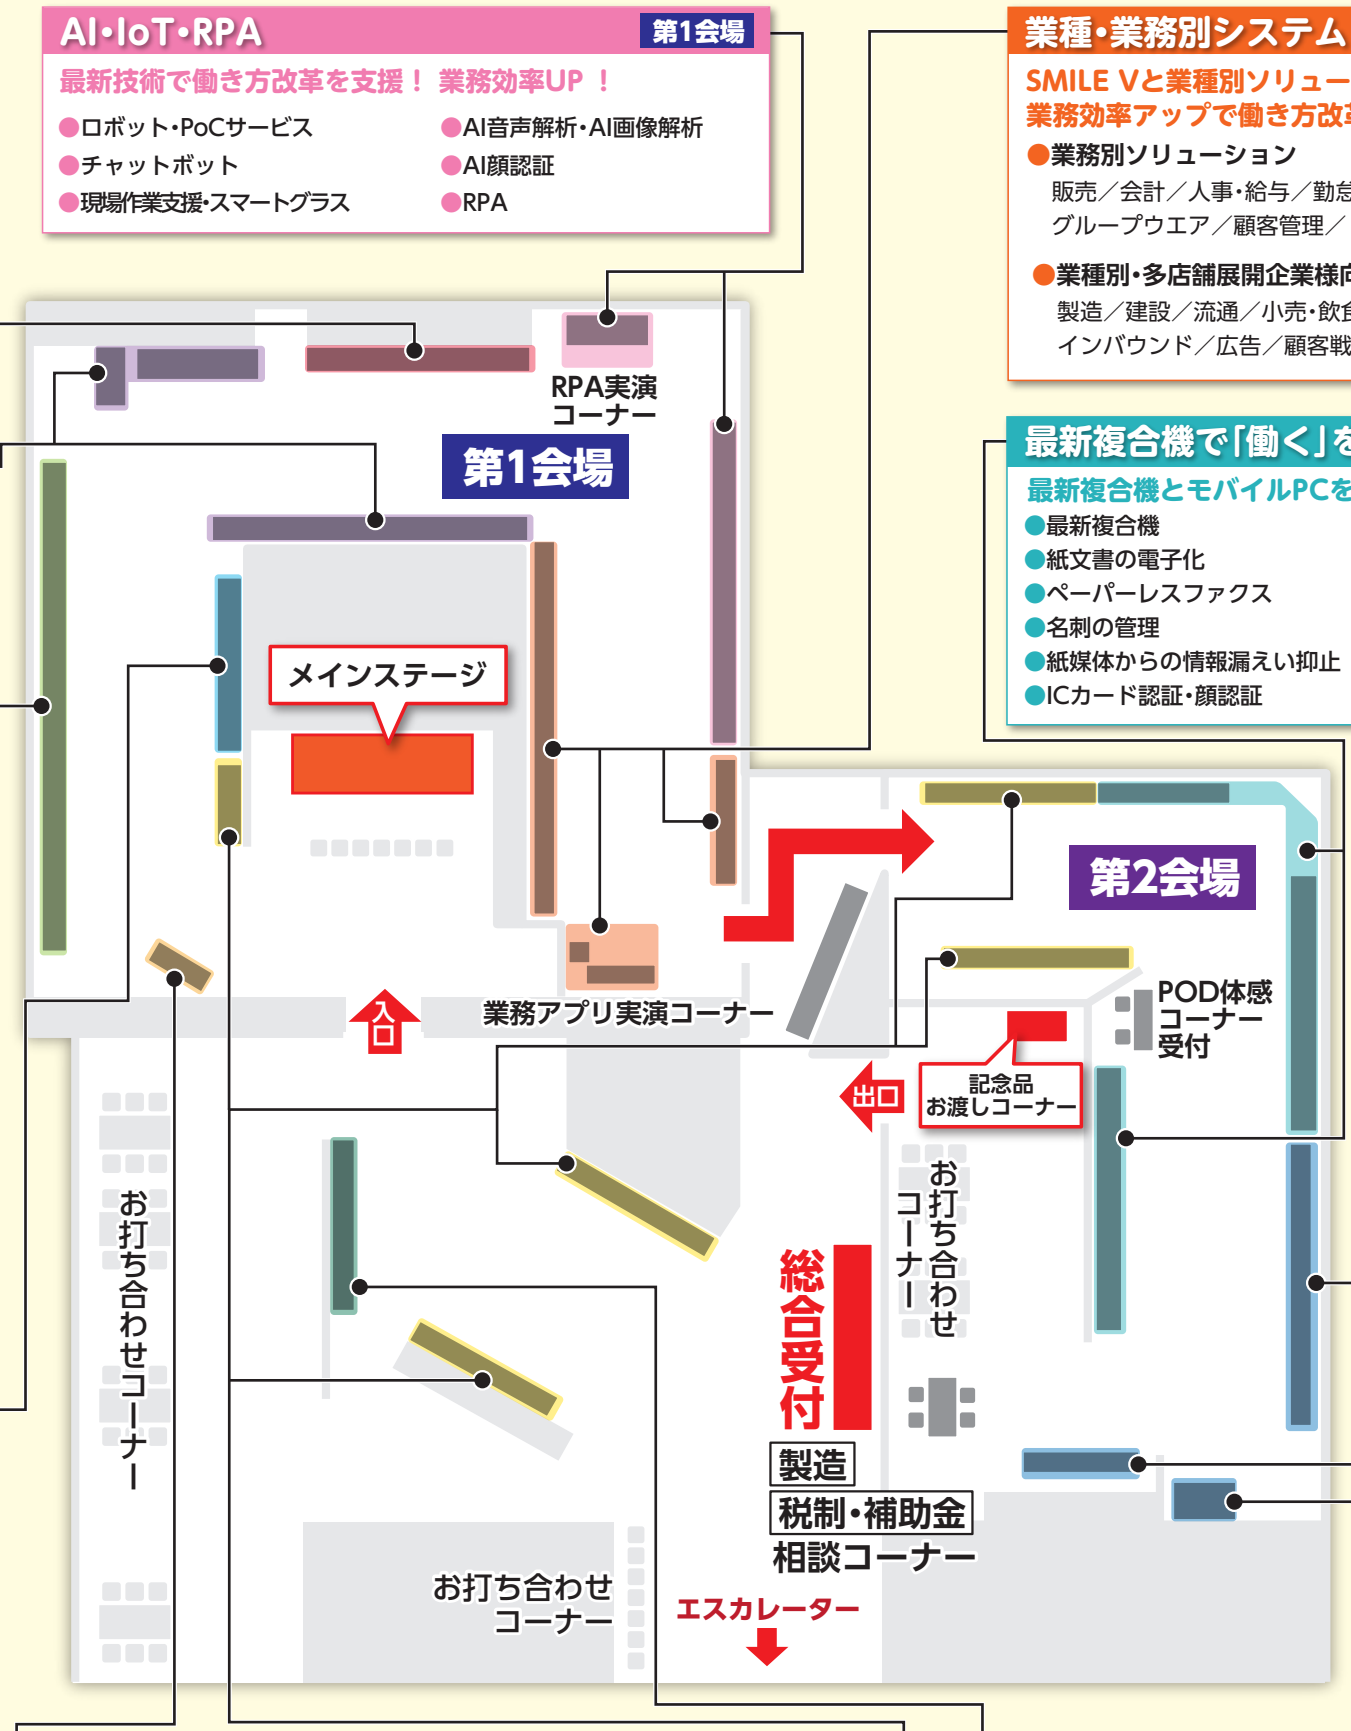 AI・IoT・RPA
第1会場
最新技術で働き方改革を支援！ 業務効率UP ！
●ロボット・PoCサービス
●チャットボット
●現場作業支援・スマートグラス
●AI音声解析・AI画像解析
●AI顔認証
●RPA
業種・業務別システム
SMILE Vと業種別ソリュー
業務効率アップで働き方改
●業務別ソリューション
販売／会計／人事・給与／勤怠
グループウエア／顧客管理／
●業種別・多店舗展開企業様向
製造／建設／流通／小売・飲食
インバウンド／広告／顧客戦
最新複合機で「働く」を
最新複合機とモバイルPCを
●最新複合機
●紙文書の電子化
●ペーパーレスファクス
●名刺の管理
●紙媒体からの情報漏えい抑止
●ICカード認証・顔認証
RPA実演
コーナー
第1会場
メインステージ
第2会場
業務アプリ実演コーナー
入口
POD体感
コーナー
受付
記念品
お渡しコーナー
出口
お打ち合わせ
コーナー
お打ち合わせコーナー
総合受付
製造
税制・補助金
相談コーナー
お打ち合わせ
コーナー
エスカレーター